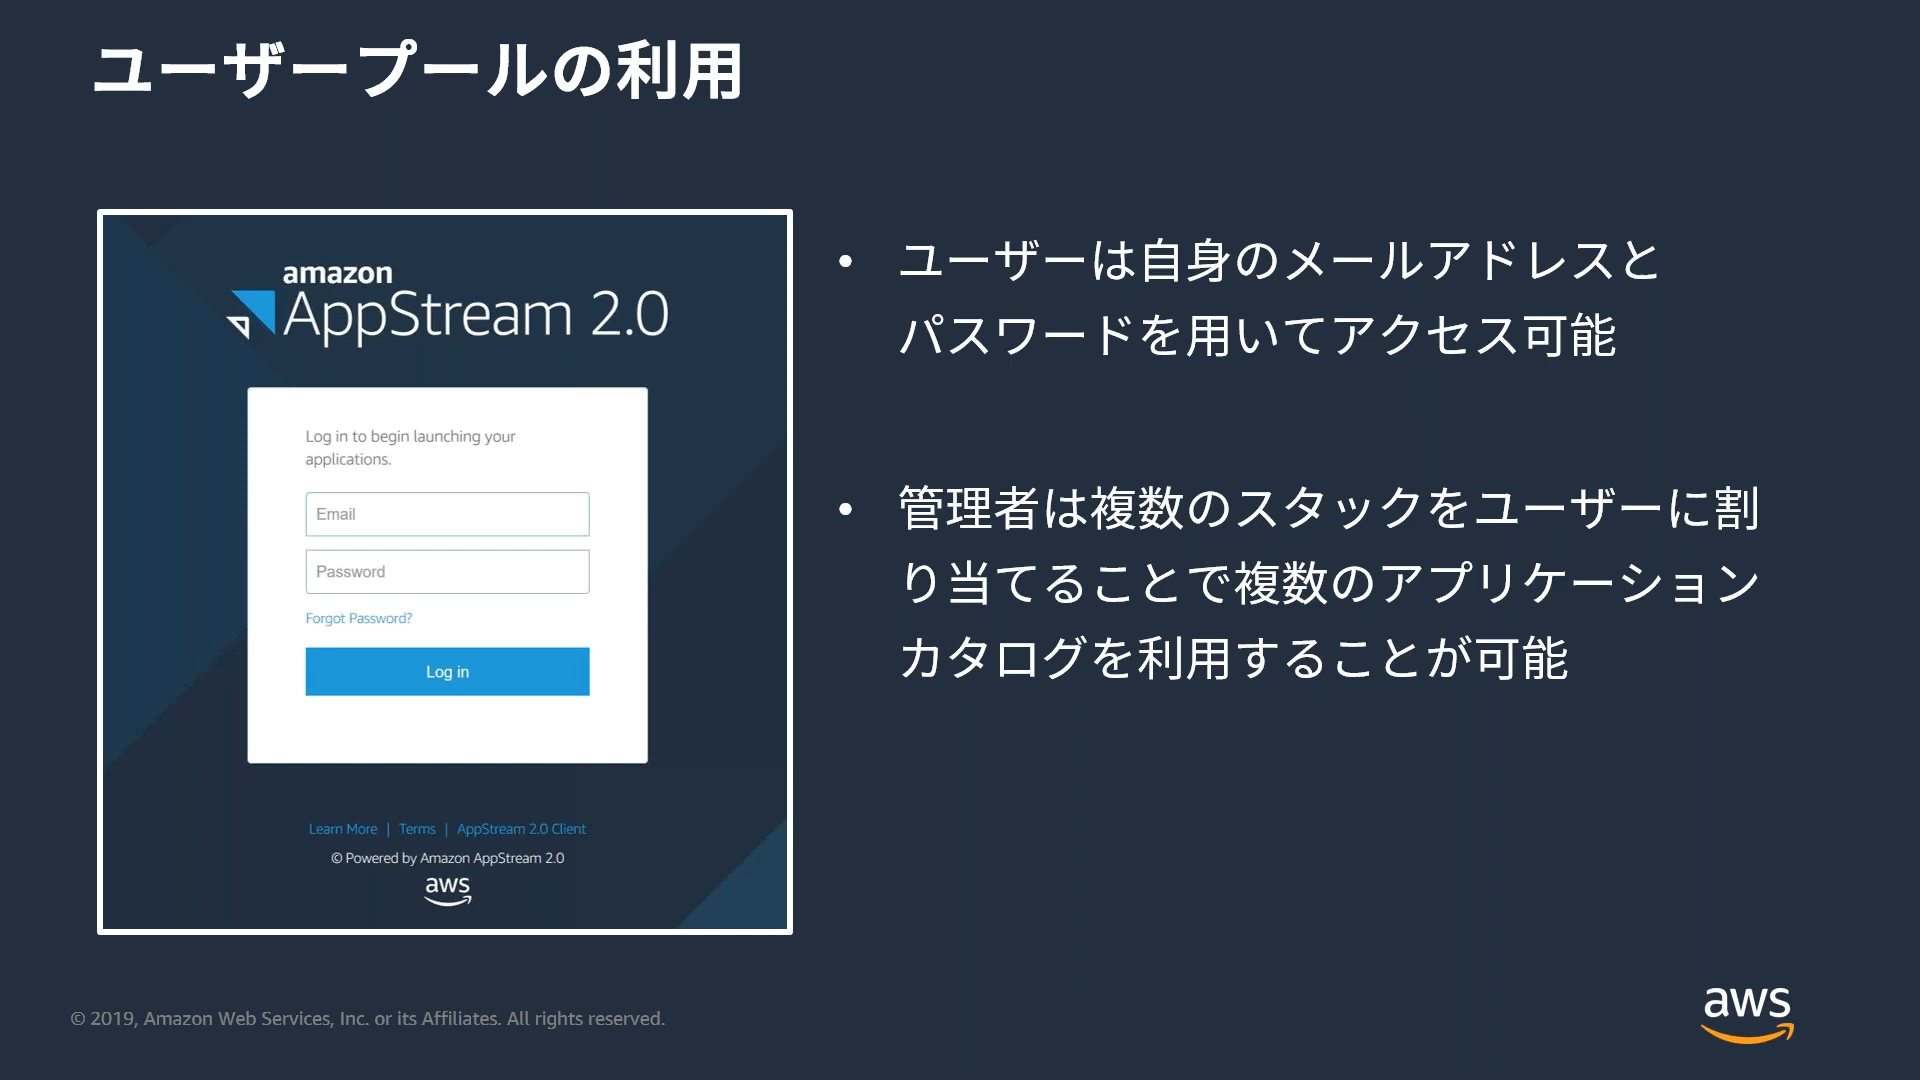 ユーザープールの利用
amazon
AppStream 2.0
Log in to begin launching your
applications.
Email
Password
Forgot Password?
Log in
Learn More | Terms | AppStream 2.0 Client
© Powered by Amazon AppStream 2.0
aws
• ユーザーは自身のメールアドレスと
パスワードを用いてアクセス可能
• 管理者は複数のスタックをユーザーに割
り当てることで複数のアプリケーション
カタログを利用することが可能
© 2019, Amazon Web Services, Inc. or its Affiliates. All rights reserved.
aws